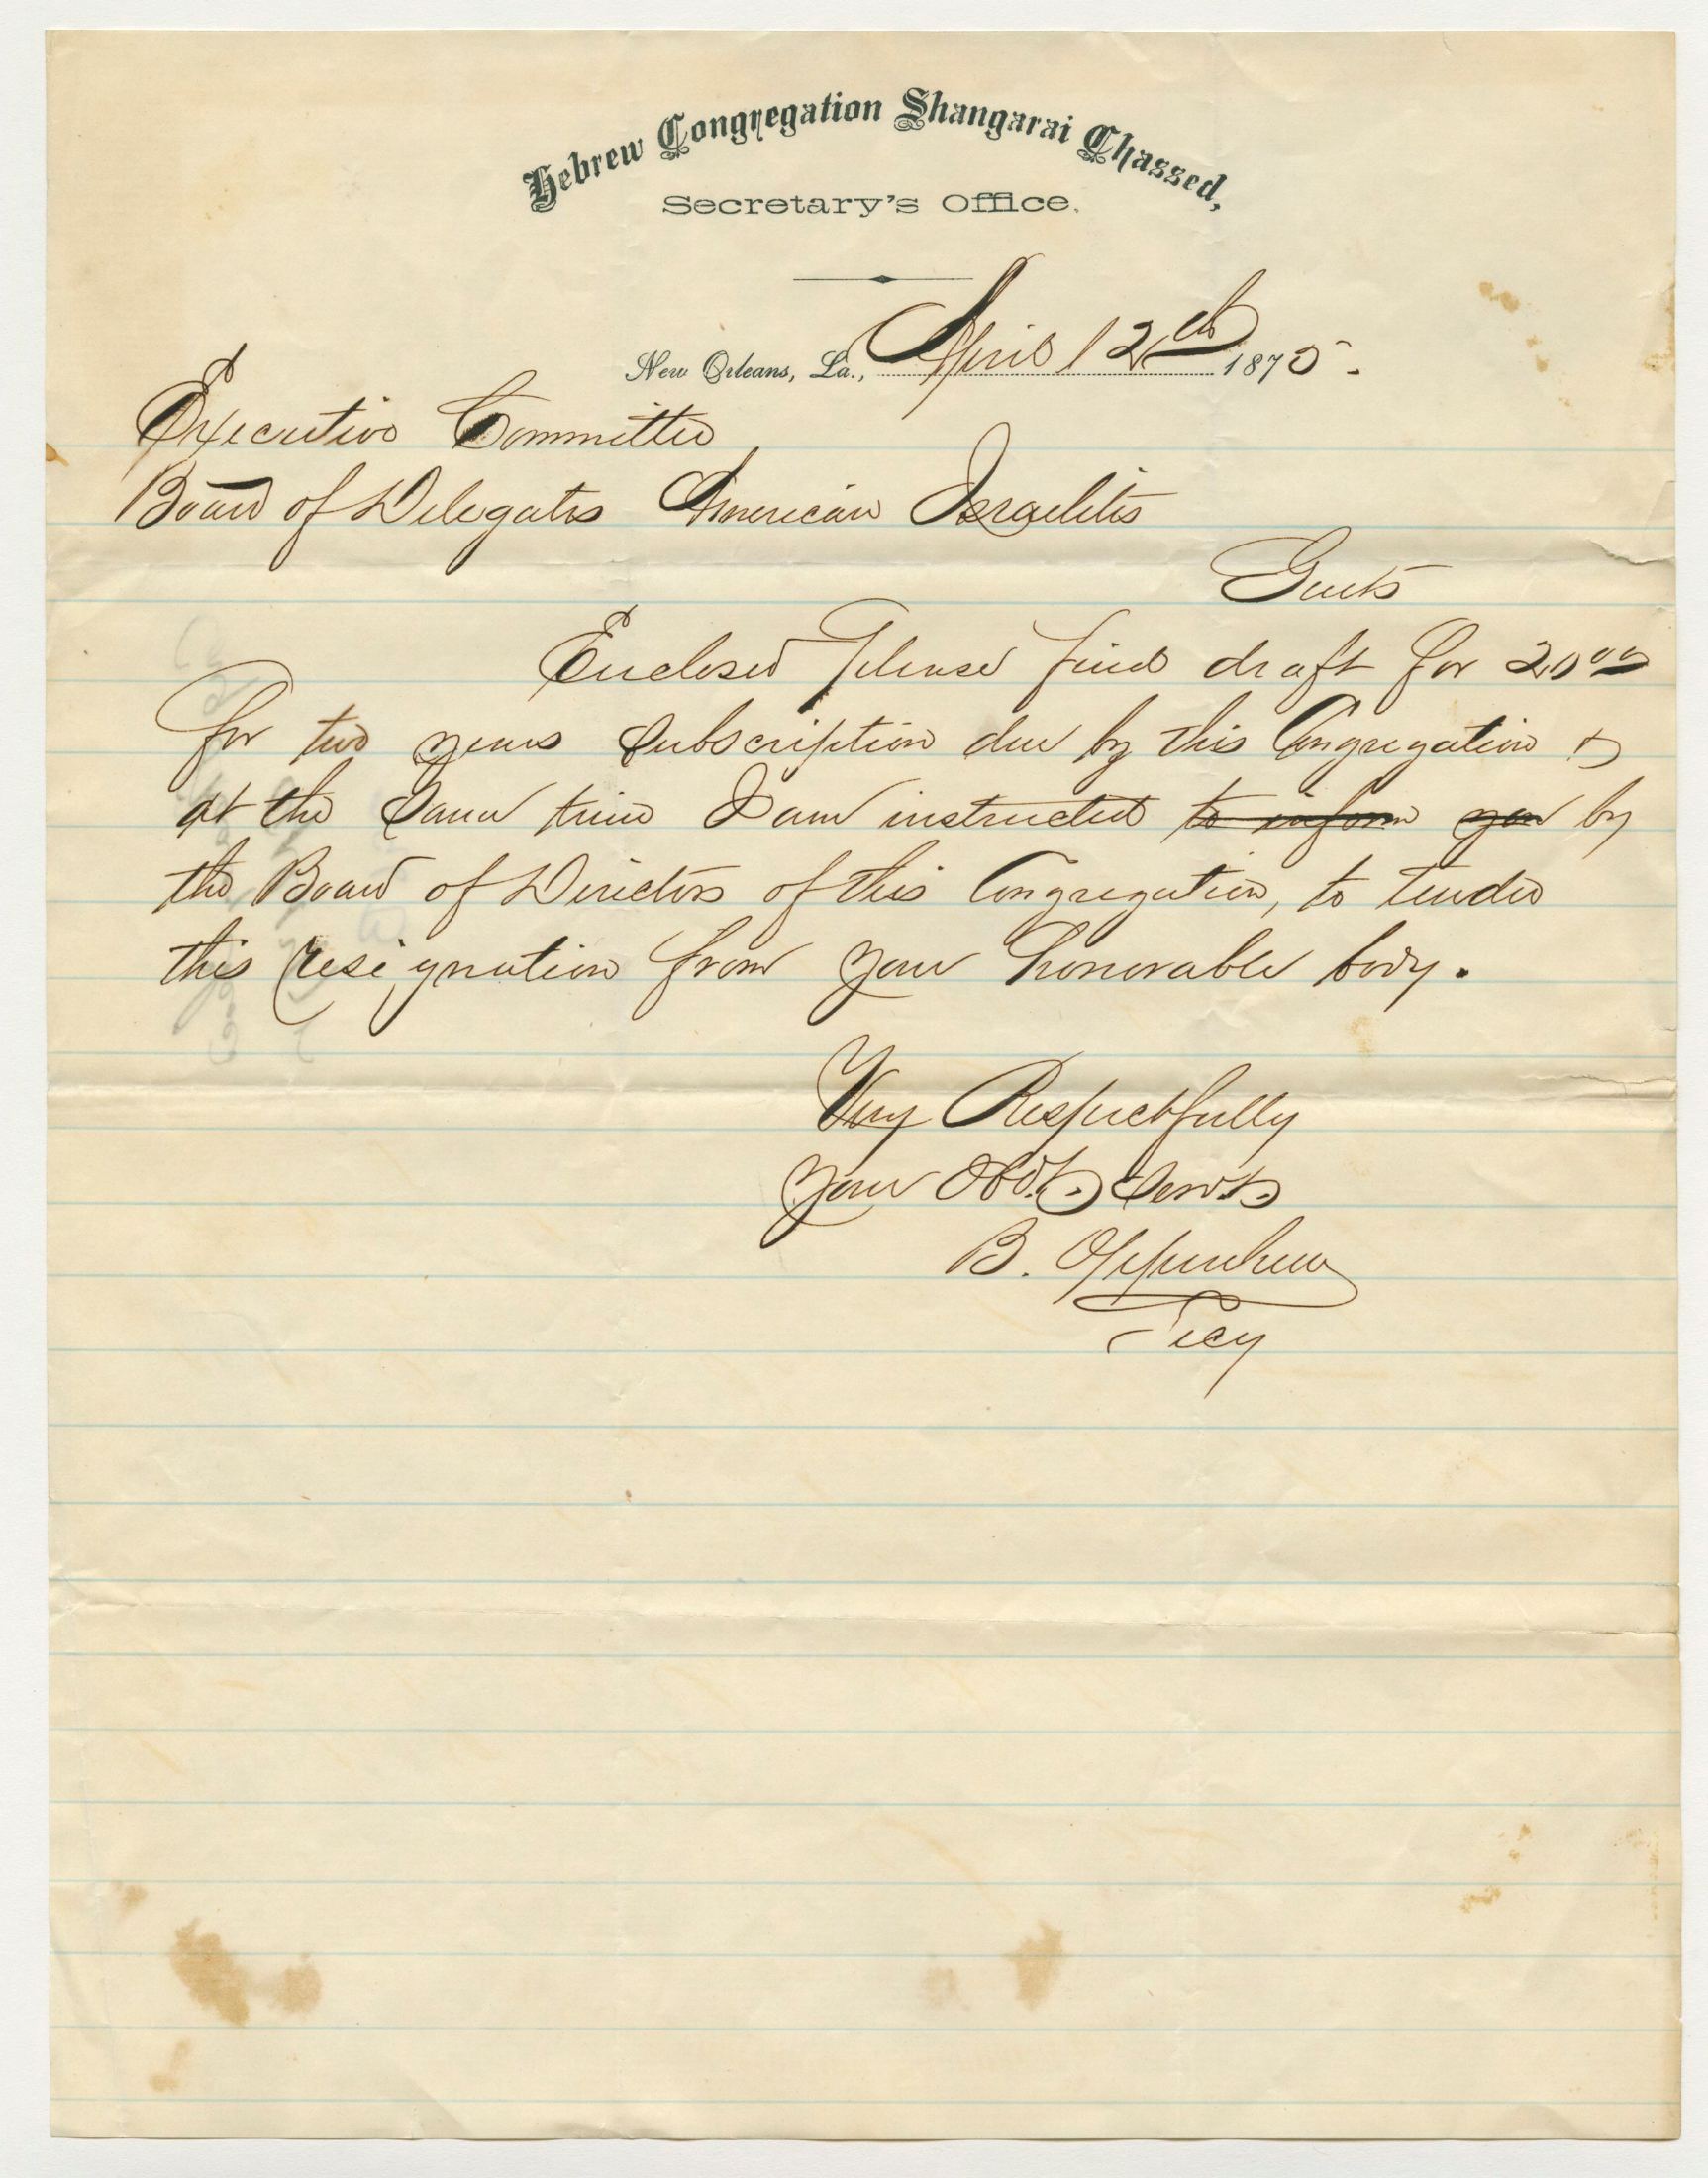 Hebrew Congregation Shangarai Chassed,
Secretary's Office.
New Orleans, La., April 12th 1875.
Executive Committee
Board of Delegates American Israelites
Gents
Enclosed Please find draft for 20 00
for two years Subscription due by this Congregation &
at the Same time I am instructed to inform you by
the Board of Directors of this Congregation, to tender
this resignation from your honorable body.
Very Respectfully
Your Obdt. Servt.
B. Oppenheim
Secy